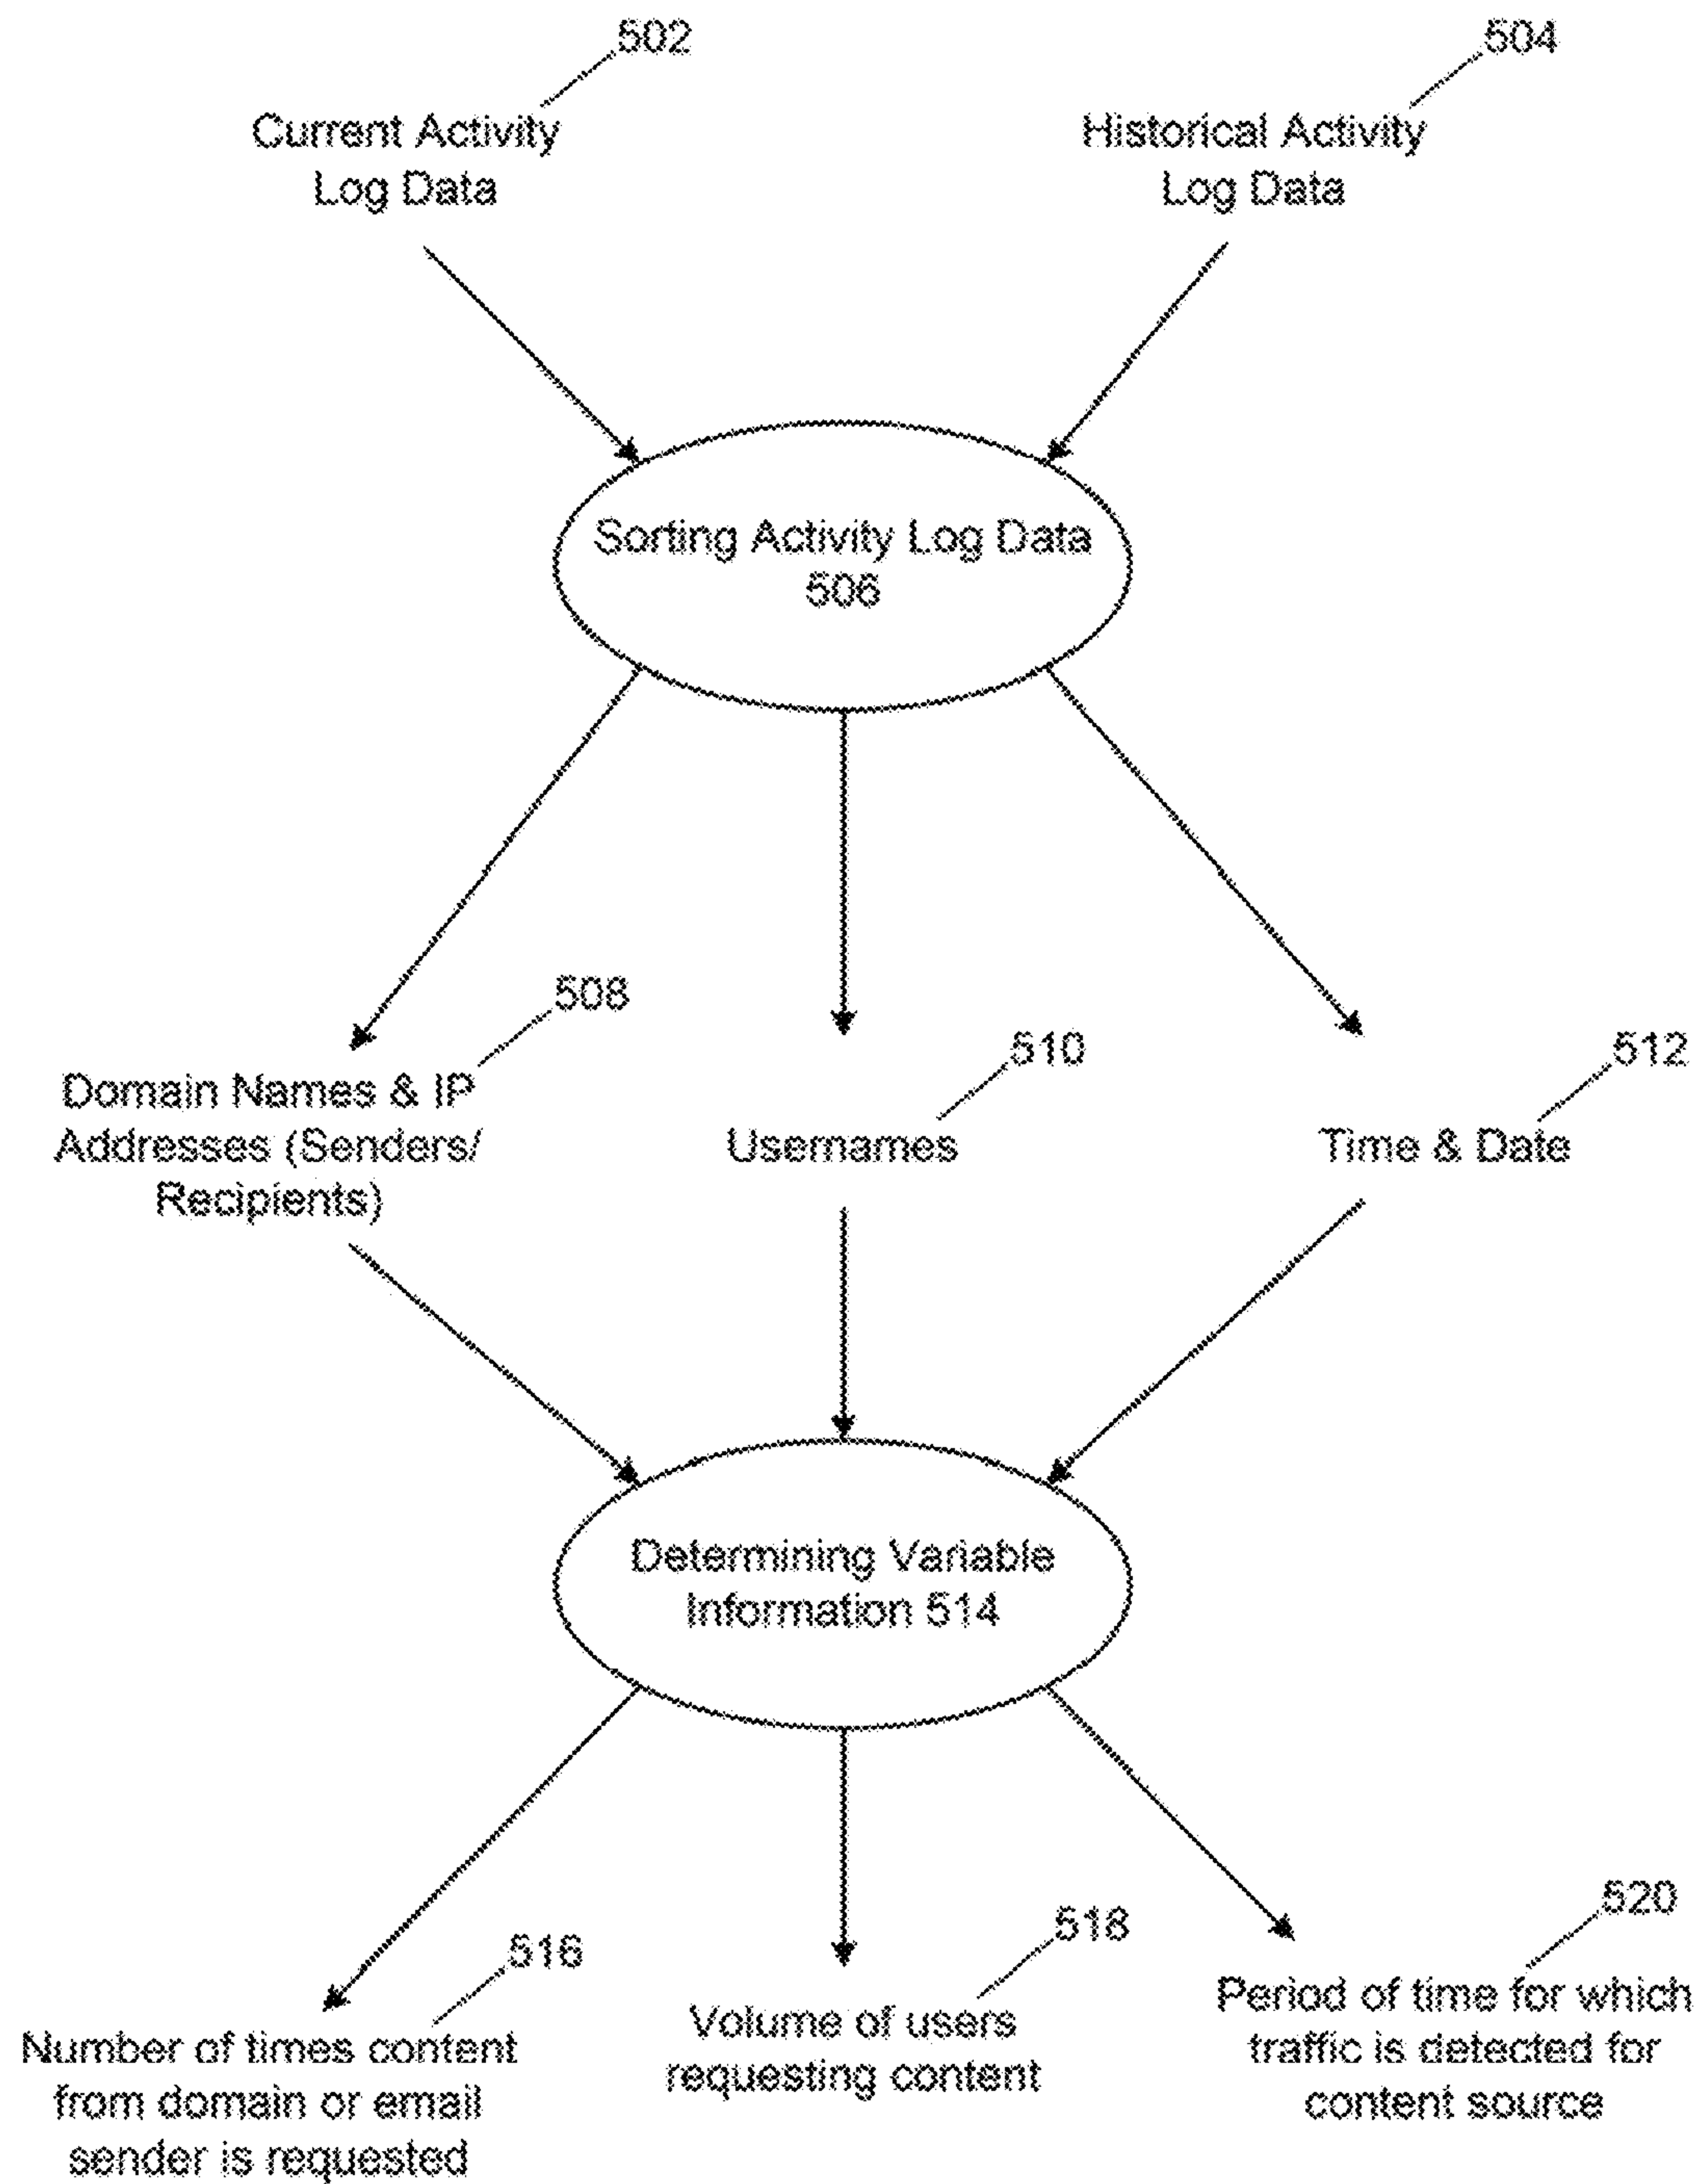 502
504
Current Activity
Log Data
Historical Activity
Log Data
Sorting Activity Log Data
506
508
510
512
Domain Names & IP
Addresses (Senders/
Recipients)
Usernames
Time & Date
Determining Variable
Information 514
516
518
520
Number of times content
from domain or email
sender is requested
Volume of users
requesting content
Period of time for which
traffic is detected for
content source